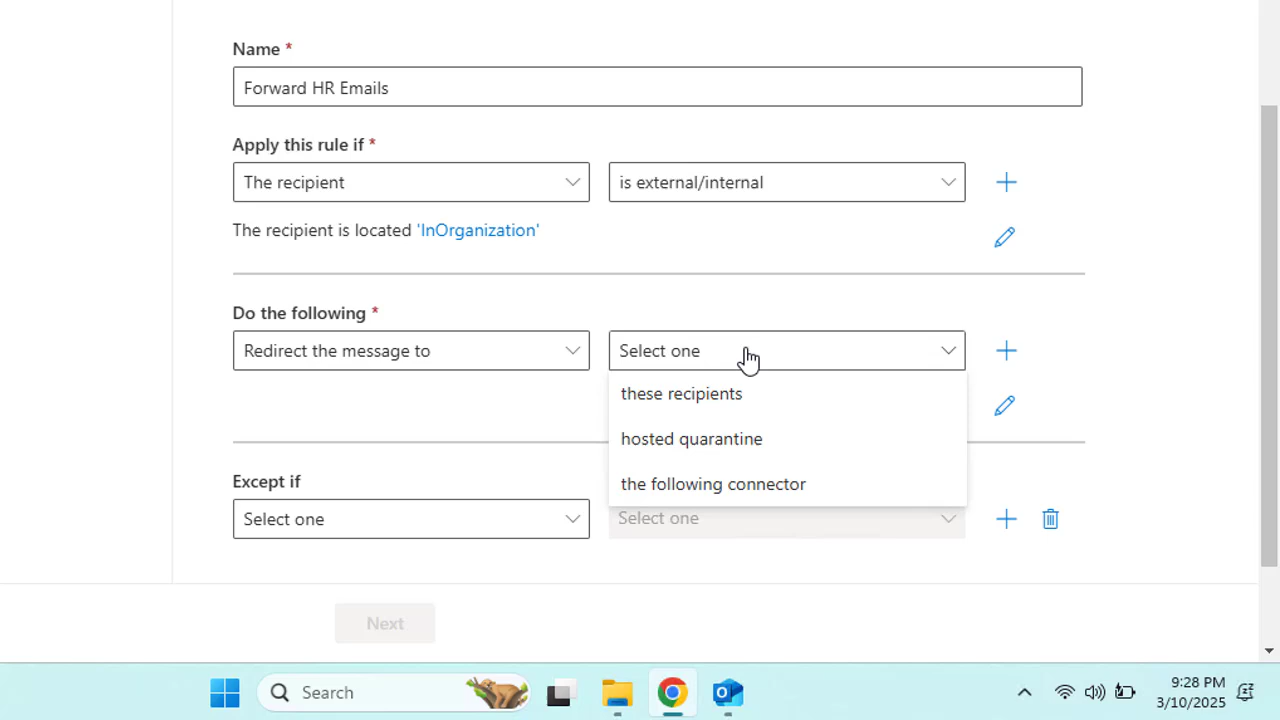 Name *
Forward HR Emails
Apply this rule if *
The recipient
is external/internal
The recipient is located 'InOrganization'
Do the following *
Redirect the message to
Select one
these recipients
hosted quarantine
the following connector
Except if
Select one
Select one
Next
Search
9:28 PM
3/10/2025